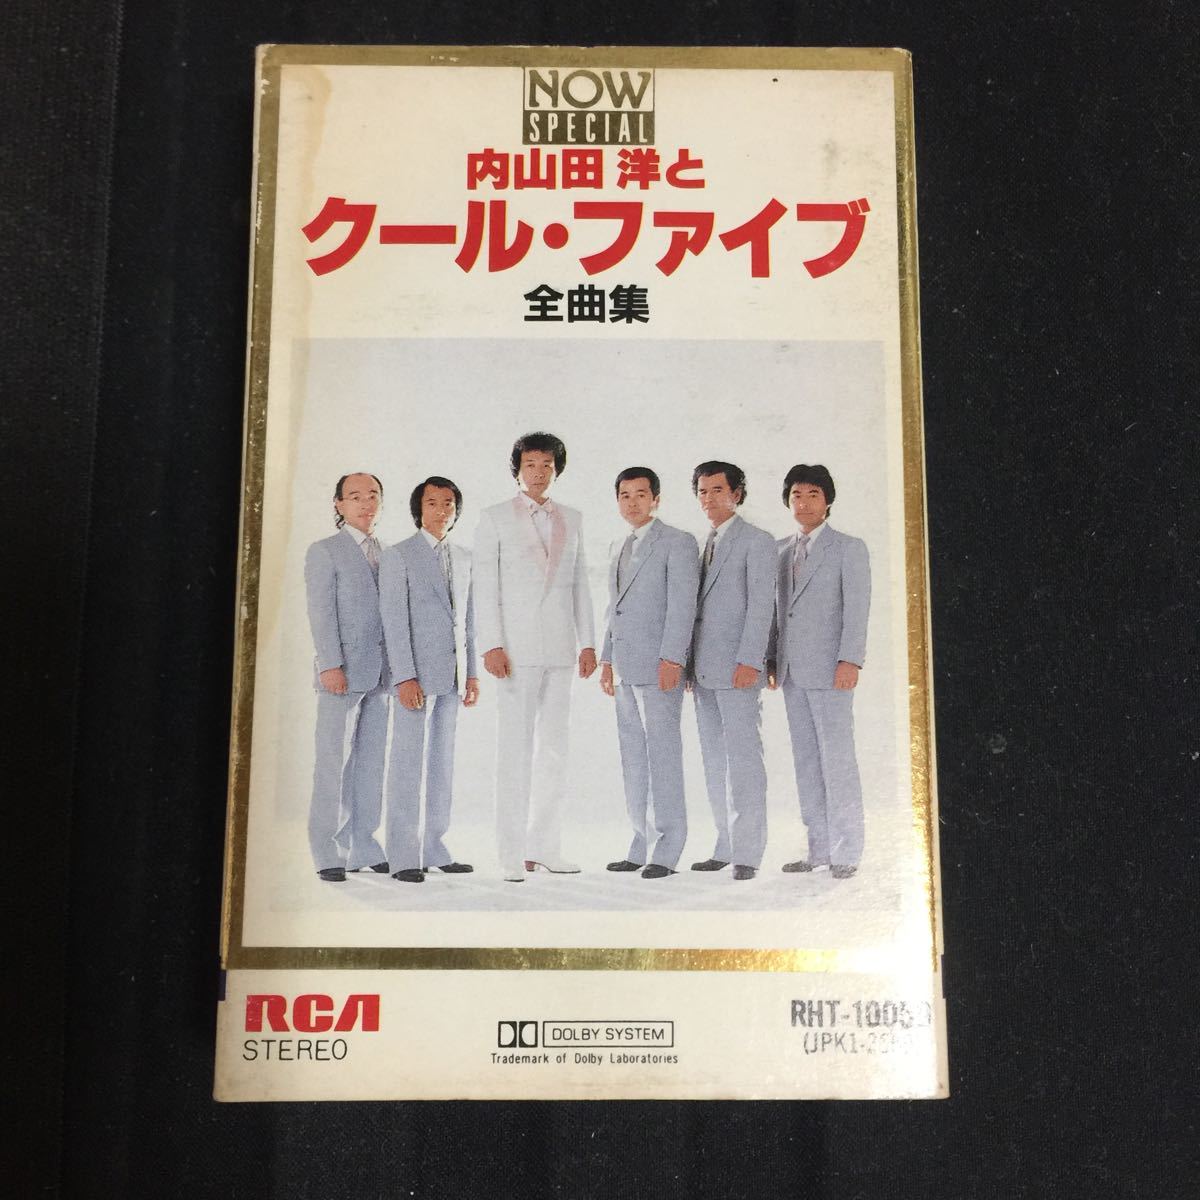 NOW
SPECIAL
内山田 洋と
クール・ファイブ
全曲集
RCA
STEREO
DOLBY SYSTEM
Trademark of Dolby Laboratories